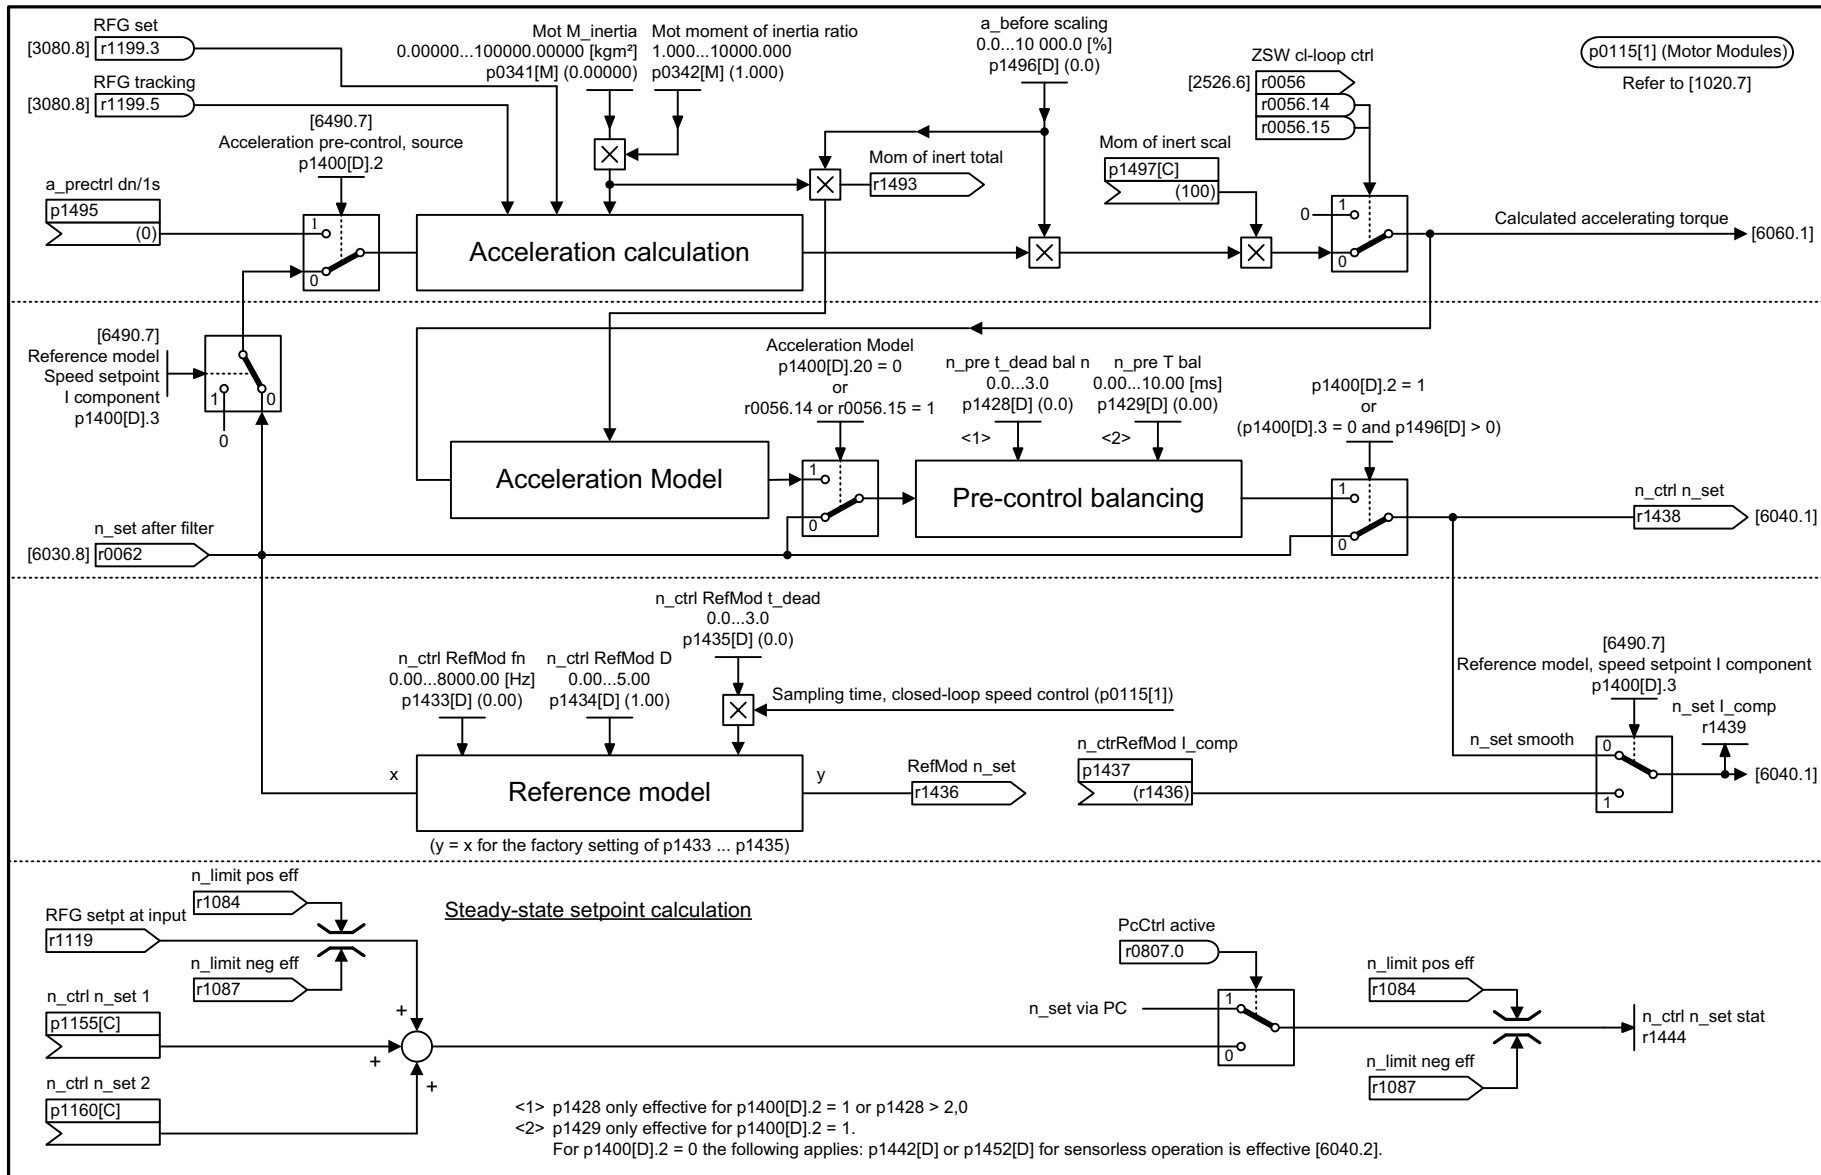 RFG set
[3080.8] r1199.3
RFG tracking
[3080.8] r1199.5
Mot M_inertia
0.00000...100000.00000 [kgm²]
p0341[M] (0.00000)
Mot moment of inertia ratio
1.000...10000.000
p0342[M] (1.000)
a_before scaling
0.0...10 000.0 [%]
p1496[D] (0.0)
ZSW cl-loop ctrl
[2526.6] r0056
r0056.14
r0056.15
p0115[1] (Motor Modules)
Refer to [1020.7]
[6490.7]
Acceleration pre-control, source
p1400[D].2
a_prectrl dn/1s
p1495
(0)
1
0
Acceleration calculation
Mom of inert total
r1493
Mom of inert scal
p1497[C]
(100)
0
1
0
Calculated accelerating torque
[6060.1]
[6490.7]
Reference model
Speed setpoint
I component
p1400[D].3
1
0
0
Acceleration Model
p1400[D].20 = 0
or
r0056.14 or r0056.15 = 1
n_pre t_dead bal n
0.0...3.0
p1428[D] (0.0)
<1>
n_pre T bal
0.00...10.00 [ms]
p1429[D] (0.00)
<2>
p1400[D].2 = 1
or
(p1400[D].3 = 0 and p1496[D] > 0)
Acceleration Model
1
0
Pre-control balancing
1
0
n_ctrl n_set
r1438
[6040.1]
n_set after filter
[6030.8] r0062
n_ctrl RefMod t_dead
0.0...3.0
p1435[D] (0.0)
n_ctrl RefMod fn
0.00...8000.00 [Hz]
p1433[D] (0.00)
n_ctrl RefMod D
0.00...5.00
p1434[D] (1.00)
Sampling time, closed-loop speed control (p0115[1])
x
Reference model
y
RefMod n_set
r1436
n_ctrRefMod I_comp
p1437
(r1436)
[6490.7]
Reference model, speed setpoint I component
p1400[D].3
n_set I_comp
r1439
n_set smooth
0
1
[6040.1]
(y = x for the factory setting of p1433 ... p1435)
n_limit pos eff
r1084
RFG setpt at input
r1119
n_limit neg eff
r1087
Steady-state setpoint calculation
n_ctrl n_set 1
p1155[C]
+
+
+
n_ctrl n_set 2
p1160[C]
PcCtrl active
r0807.0
n_set via PC
1
0
n_limit pos eff
r1084
n_ctrl n_set stat
r1444
n_limit neg eff
r1087
<1> p1428 only effective for p1400[D].2 = 1 or p1428 > 2,0
<2> p1429 only effective for p1400[D].2 = 1.
For p1400[D].2 = 0 the following applies: p1442[D] or p1452[D] for sensorless operation is effective [6040.2].